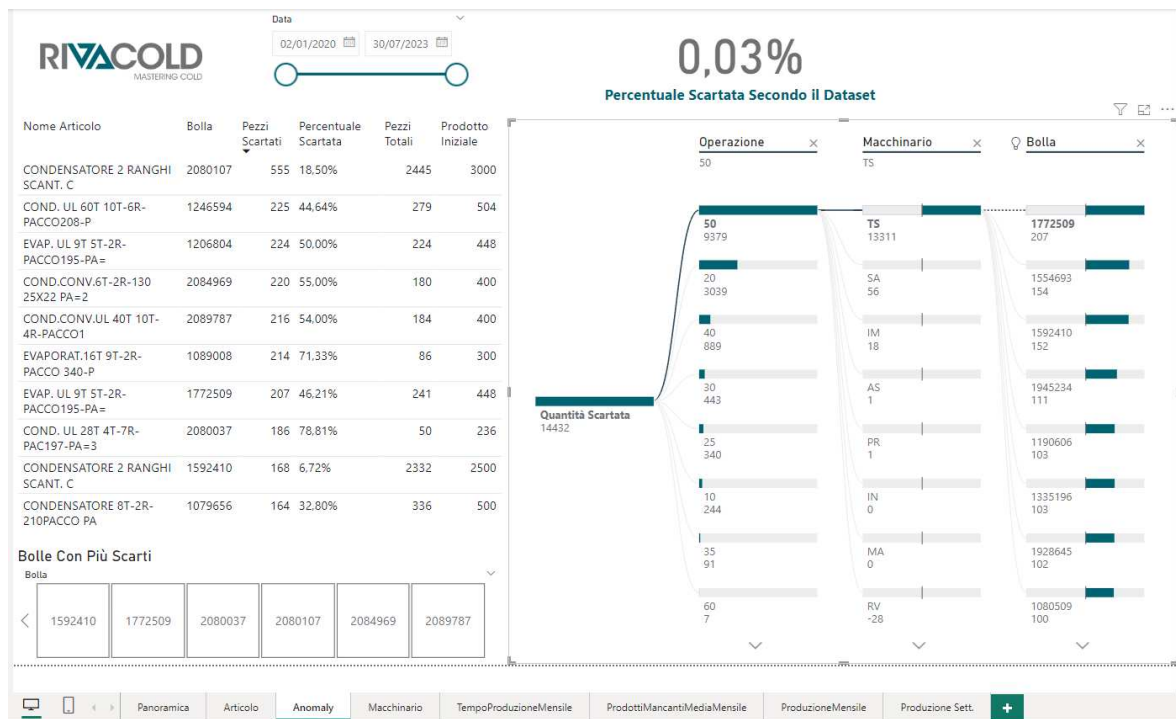 RIVACOLD
MASTERING COLD
Data
02/01/2020 30/07/2023
0,03%
Percentuale Scartata Secondo il Dataset
Nome Articolo Bolla Pezzi Scartati Percentuale Scartata Pezzi Totali Prodotto Iniziale
CONDENSATORE 2 RANGHI 2080107 555 18,50% 2445 3000
SCANT. C
COND. UL 60T 10T-6R- 1246594 225 44,64% 279 504
PACCO208-P
EVAP. UL 9T 5T-2R- 1206804 224 50,00% 224 448
PACCO195-PA=
COND.CONV.6T-2R-130 2084969 220 55,00% 180 400
25X22 PA=2
COND.CONV.UL 40T 10T- 2089787 216 54,00% 184 400
4R-PACCO1
EVAPORAT.16T 9T-2R- 1089008 214 71,33% 86 300
PACCO 340-P
EVAP. UL 9T 5T-2R- 1772509 207 46,21% 241 448
PACCO195-PA=
COND. UL 28T 4T-7R- 2080037 186 78,81% 50 236
PAC197-PA=3
CONDENSATORE 2 RANGHI 1592410 168 6,72% 2332 2500
SCANT. C
CONDENSATORE 8T-2R- 1079656 164 32,80% 336 500
210PACCO PA
Bolle Con Più Scarti
Bolla
1592410 1772509 2080037 2080107 2084969 2089787
Quantità Scartata
14432
Operazione
50
50
9379
20
3039
40
889
30
443
25
340
10
244
35
91
60
7
Macchinario
TS
TS
13311
SA
56
IM
18
AS
1
PR
1
IN
0
MA
0
RV
-28
Bolla
1772509
207
1554693
154
1592410
152
1945234
111
1190606
103
1335196
103
1928645
102
1080509
100
Panoramica Articolo Anomaly Macchinario TempoProduzioneMensile ProdottiMancantiMediaMensile ProduzioneMensile Produzione Sett.